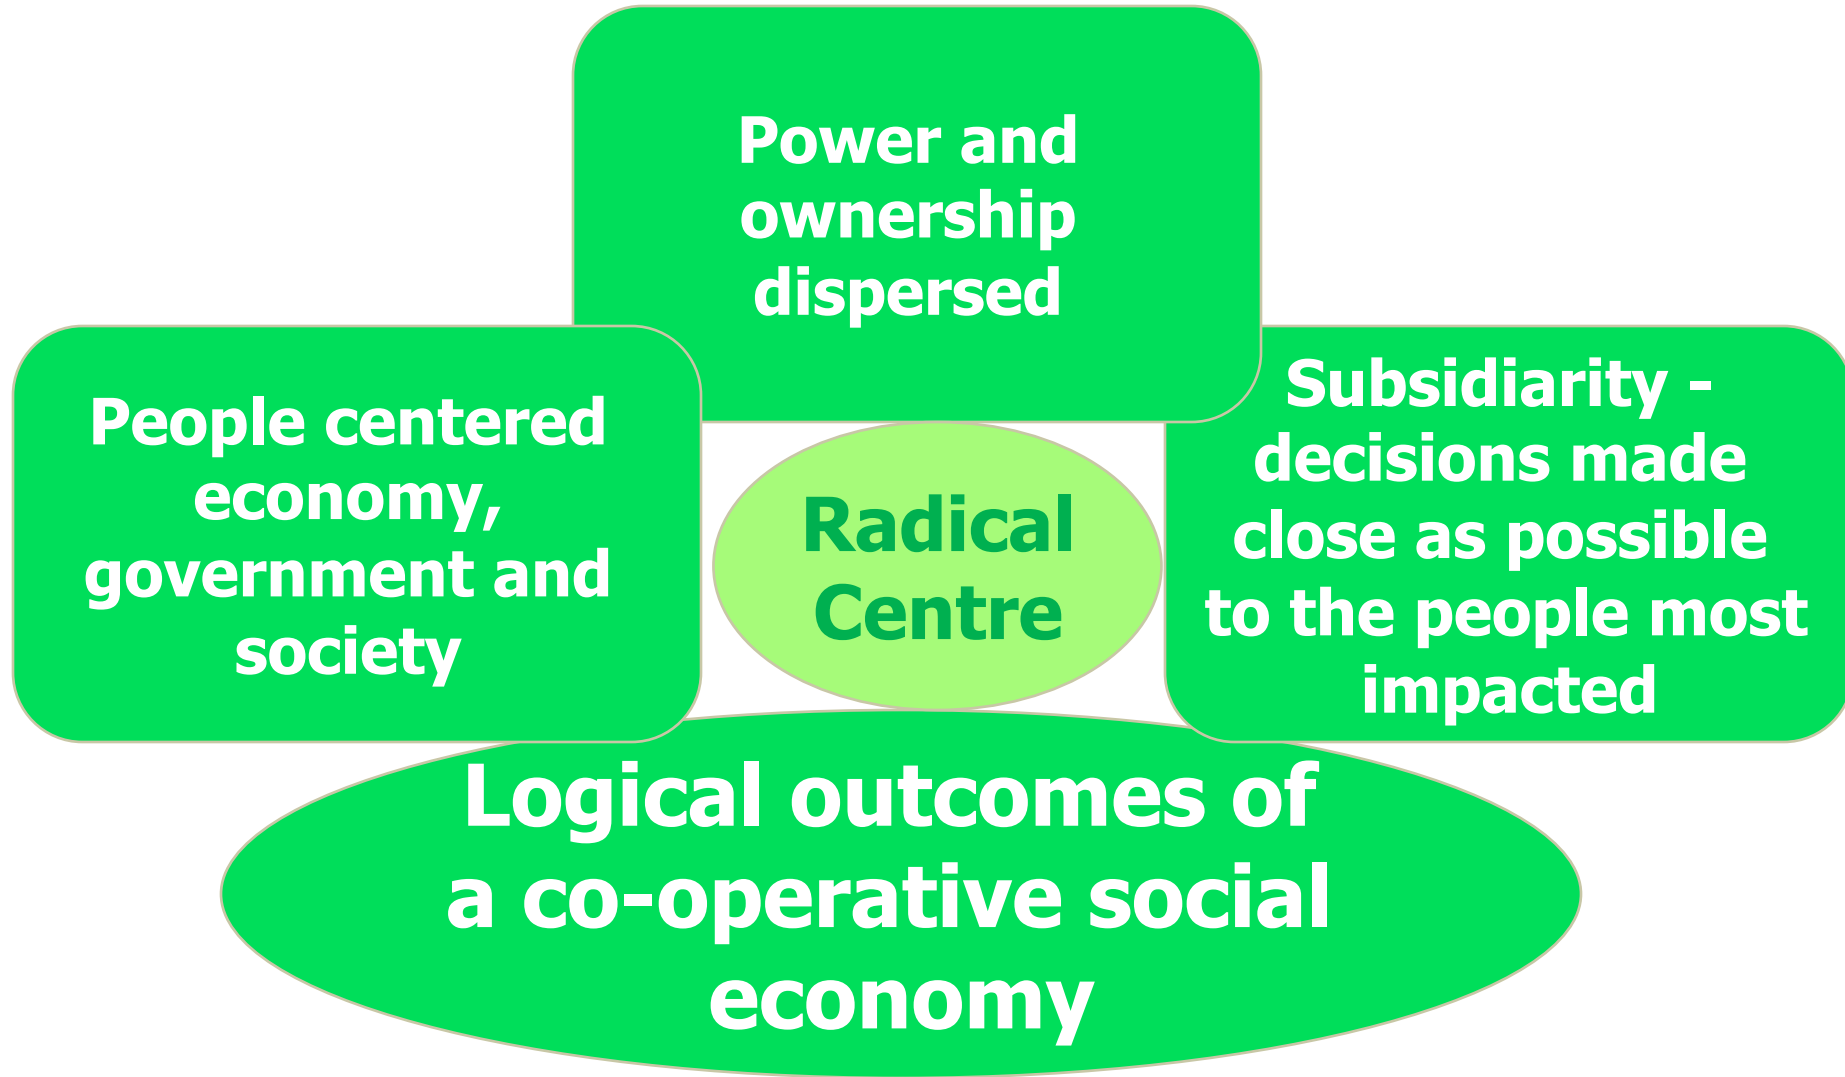 Power and
ownership
dispersed
People centered
economy,
government and
society
Radical
Centre
Subsidiarity -
decisions made
close as possible
to the people most
impacted
Logical outcomes of
a co-operative social
economy